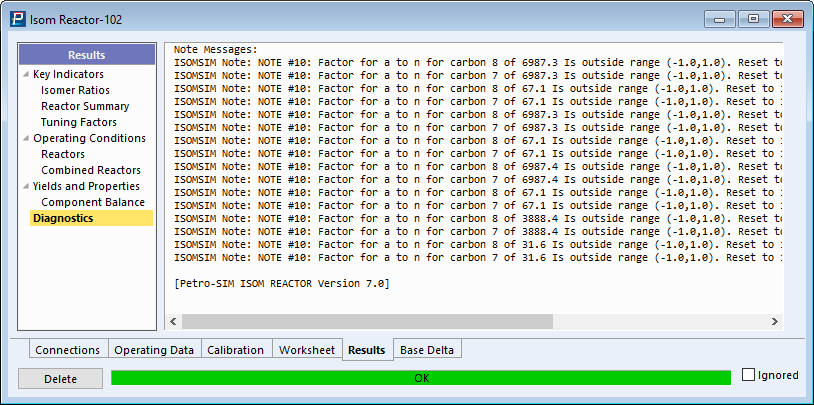 Isom Reactor-102
Results
Key Indicators
Isomer Ratios
Reactor Summary
Tuning Factors
Operating Conditions
Reactors
Combined Reactors
Yields and Properties
Component Balance
Diagnostics
Note Messages:
ISOMSIM Note: NOTE #10: Factor for a to n for carbon 8 of 6987.3 Is outside range (-1.0,1.0). Reset to
ISOMSIM Note: NOTE #10: Factor for a to n for carbon 7 of 6987.3 Is outside range (-1.0,1.0). Reset to
ISOMSIM Note: NOTE #10: Factor for a to n for carbon 8 of 67.1 Is outside range (-1.0,1.0). Reset to
ISOMSIM Note: NOTE #10: Factor for a to n for carbon 7 of 67.1 Is outside range (-1.0,1.0). Reset to
ISOMSIM Note: NOTE #10: Factor for a to n for carbon 8 of 6987.3 Is outside range (-1.0,1.0). Reset to
ISOMSIM Note: NOTE #10: Factor for a to n for carbon 7 of 6987.3 Is outside range (-1.0,1.0). Reset to
ISOMSIM Note: NOTE #10: Factor for a to n for carbon 8 of 67.1 Is outside range (-1.0,1.0). Reset to
ISOMSIM Note: NOTE #10: Factor for a to n for carbon 7 of 67.1 Is outside range (-1.0,1.0). Reset to
ISOMSIM Note: NOTE #10: Factor for a to n for carbon 8 of 6987.4 Is outside range (-1.0,1.0). Reset to
ISOMSIM Note: NOTE #10: Factor for a to n for carbon 7 of 6987.4 Is outside range (-1.0,1.0). Reset to
ISOMSIM Note: NOTE #10: Factor for a to n for carbon 8 of 67.1 Is outside range (-1.0,1.0). Reset to
ISOMSIM Note: NOTE #10: Factor for a to n for carbon 7 of 67.1 Is outside range (-1.0,1.0). Reset to
ISOMSIM Note: NOTE #10: Factor for a to n for carbon 8 of 3888.4 Is outside range (-1.0,1.0). Reset to
ISOMSIM Note: NOTE #10: Factor for a to n for carbon 7 of 3888.4 Is outside range (-1.0,1.0). Reset to
ISOMSIM Note: NOTE #10: Factor for a to n for carbon 8 of 31.6 Is outside range (-1.0,1.0). Reset to
ISOMSIM Note: NOTE #10: Factor for a to n for carbon 7 of 31.6 Is outside range (-1.0,1.0). Reset to
[Petro-SIM ISOM REACTOR Version 7.0]
Connections
Operating Data
Calibration
Worksheet
Results
Base Delta
Delete
OK
Ignored